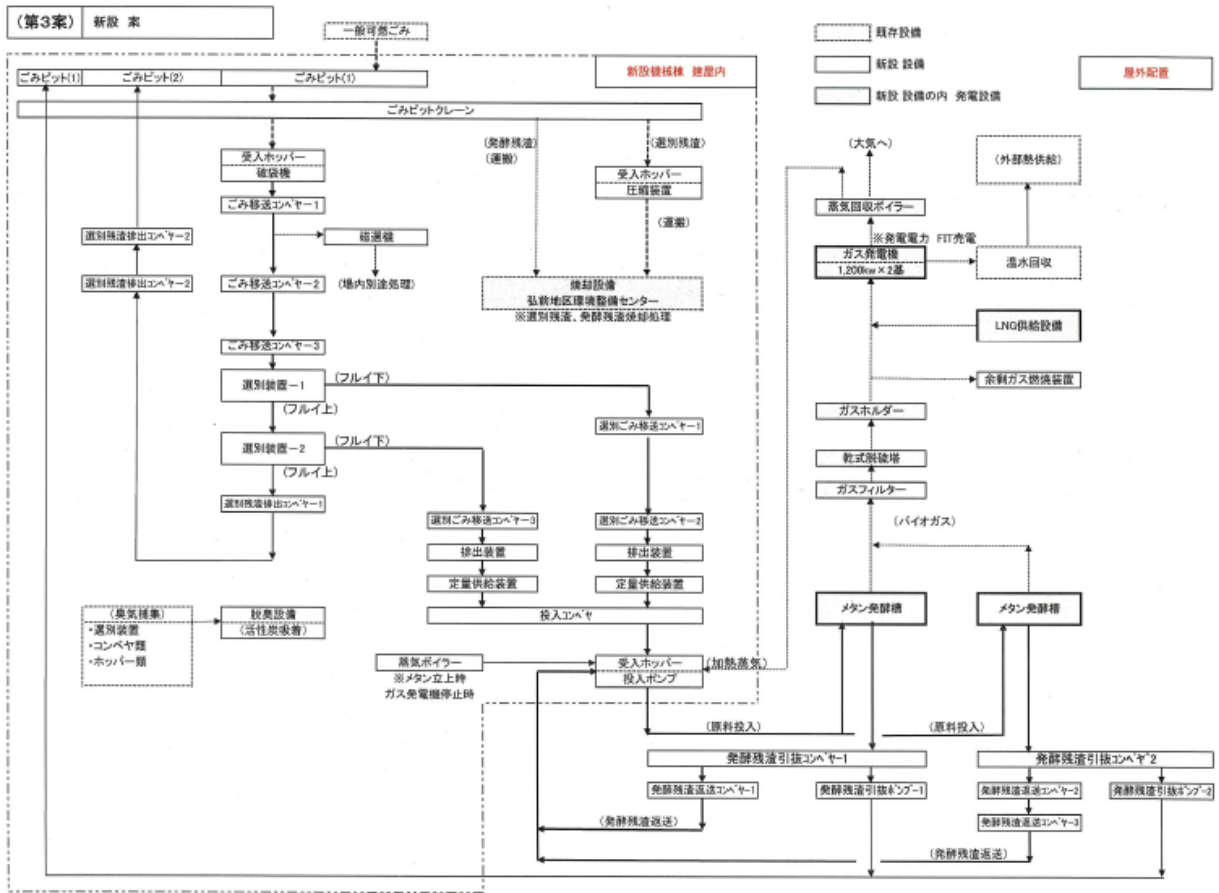 (第3案) 新設 案
一般可燃ごみ
既存設備
新設 設備
新設 設備の内 発電設備
新設機械棟 建屋内
屋外配置
ごみピット(1)
ごみピット(2)
ごみピット(1)
ごみピットクレーン
(発酵残渣)
(運搬)
(選別残渣)
受入ホッパー
破袋機
受入ホッパー
圧縮装置
(運搬)
ごみ移送コンベヤー1
磁選機
(場内別途処理)
選別残渣排出コンベヤー2
選別残渣排出コンベヤー2
ごみ移送コンベヤー2
焼却設備
弘前地区環境整備センター
※選別残渣、発酵残渣焼却処理
ごみ移送コンベヤー3
選別装置-1
(フルイ下)
(フルイ上)
選別装置-2
(フルイ下)
(フルイ上)
選別残渣排出コンベヤー1
選別ごみ移送コンベヤー1
選別ごみ移送コンベヤー3
選別ごみ移送コンベヤー2
排出装置
排出装置
定量供給装置
定量供給装置
投入コンベヤ
(臭気捕集)
・選別装置
・コンベヤ類
・ホッパー類
脱臭設備
(活性炭吸着)
蒸気ボイラー
※メタン立上時
ガス発電機停止時
受入ホッパー
投入ポンプ
(加熱蒸気)
(大気へ)
(外部熱供給)
蒸気回収ボイラー
※発電電力 FIT売電
ガス発電機
1,200kw×2基
温水回収
LNG供給設備
余剰ガス燃焼装置
ガスホルダー
乾式脱硫塔
ガスフィルター
(バイオガス)
メタン発酵槽
メタン発酵槽
(原料投入)
(原料投入)
発酵残渣引抜コンベヤー1
発酵残渣引抜コンベヤ2
発酵残渣返送コンベヤー1
発酵残渣引抜ポンプー1
発酵残渣返送コンベヤー2
発酵残渣引抜ポンプー2
発酵残渣返送コンベヤー3
(発酵残渣返送)
(発酵残渣返送)